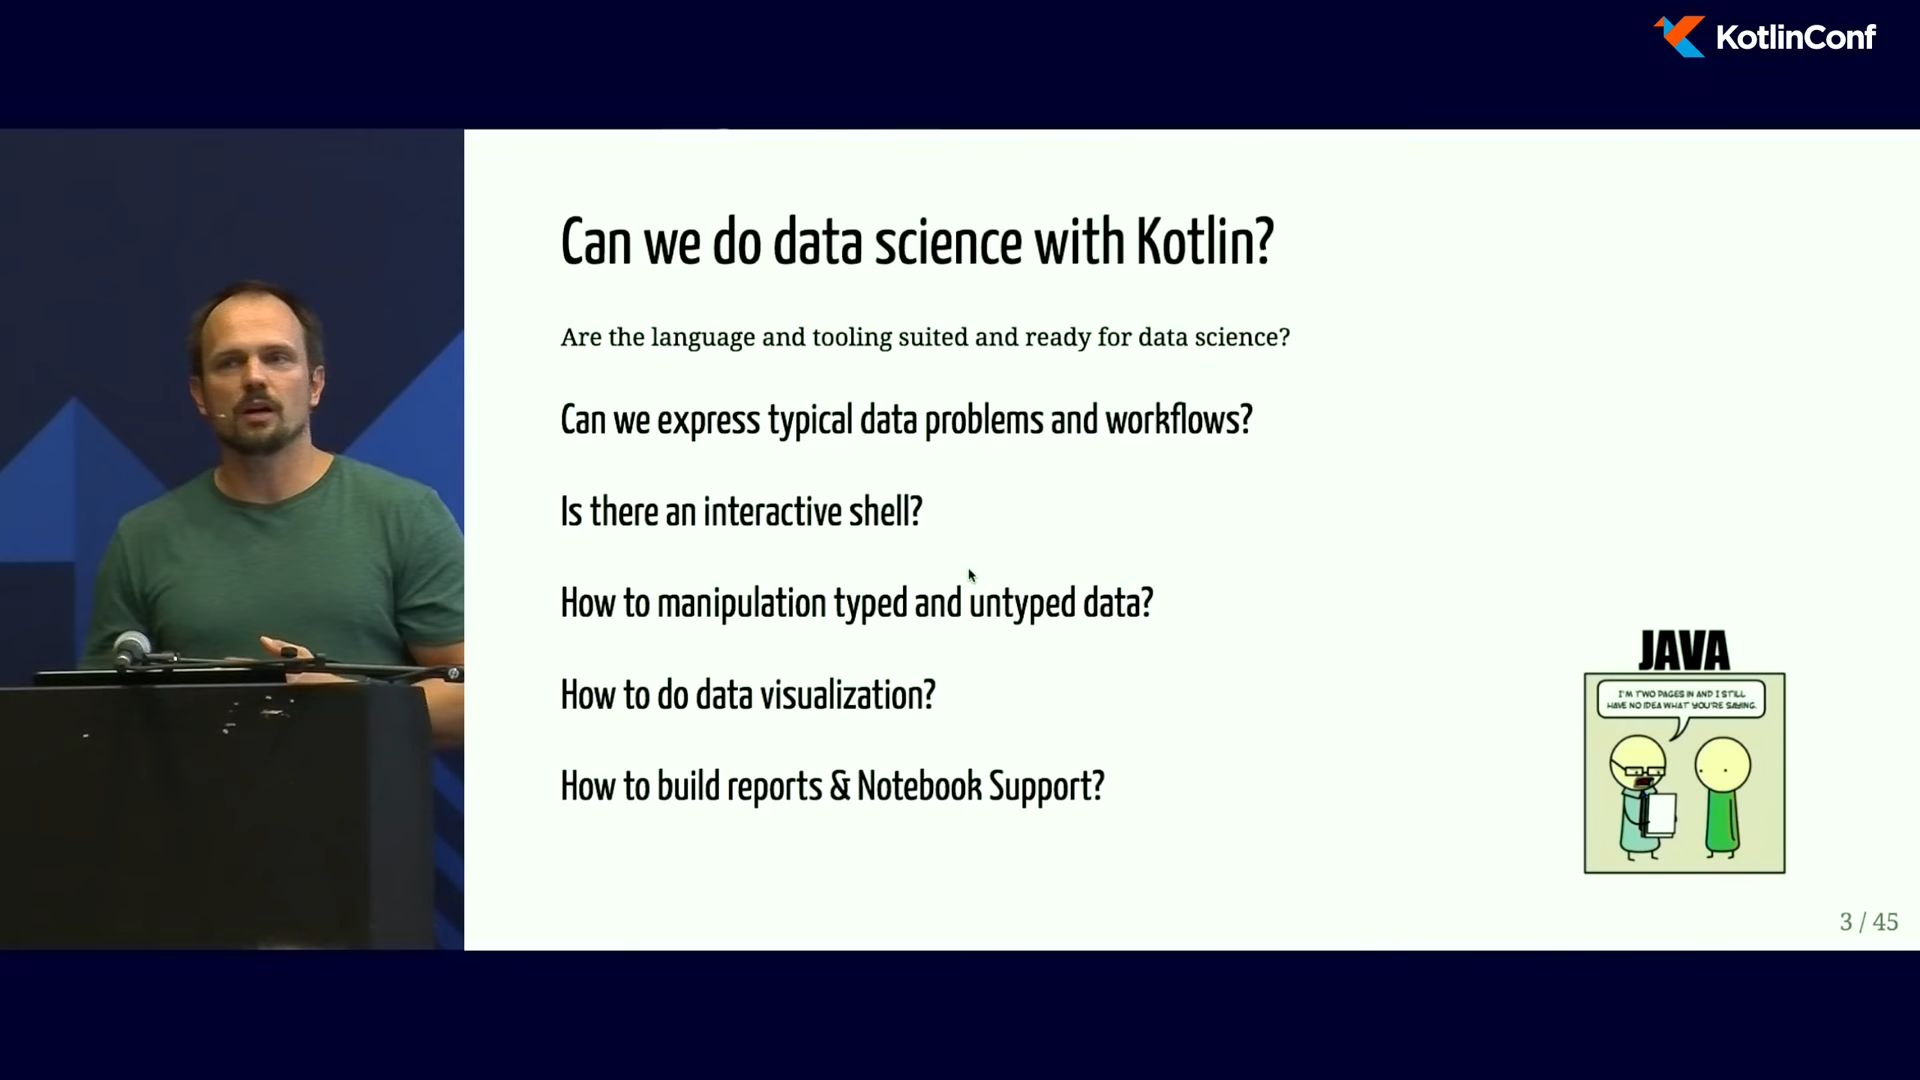 KotlinConf
Can we do data science with Kotlin?
Are the language and tooling suited and ready for data science?
Can we express typical data problems and workflows?
Is there an interactive shell?
How to manipulation typed and untyped data?
How to do data visualization?
How to build reports & Notebook Support?
JAVA
I'M TWO PAGES IN AND I STILL
HAVE NO IDEA WHAT YOU'RE SAYING.
3 / 45